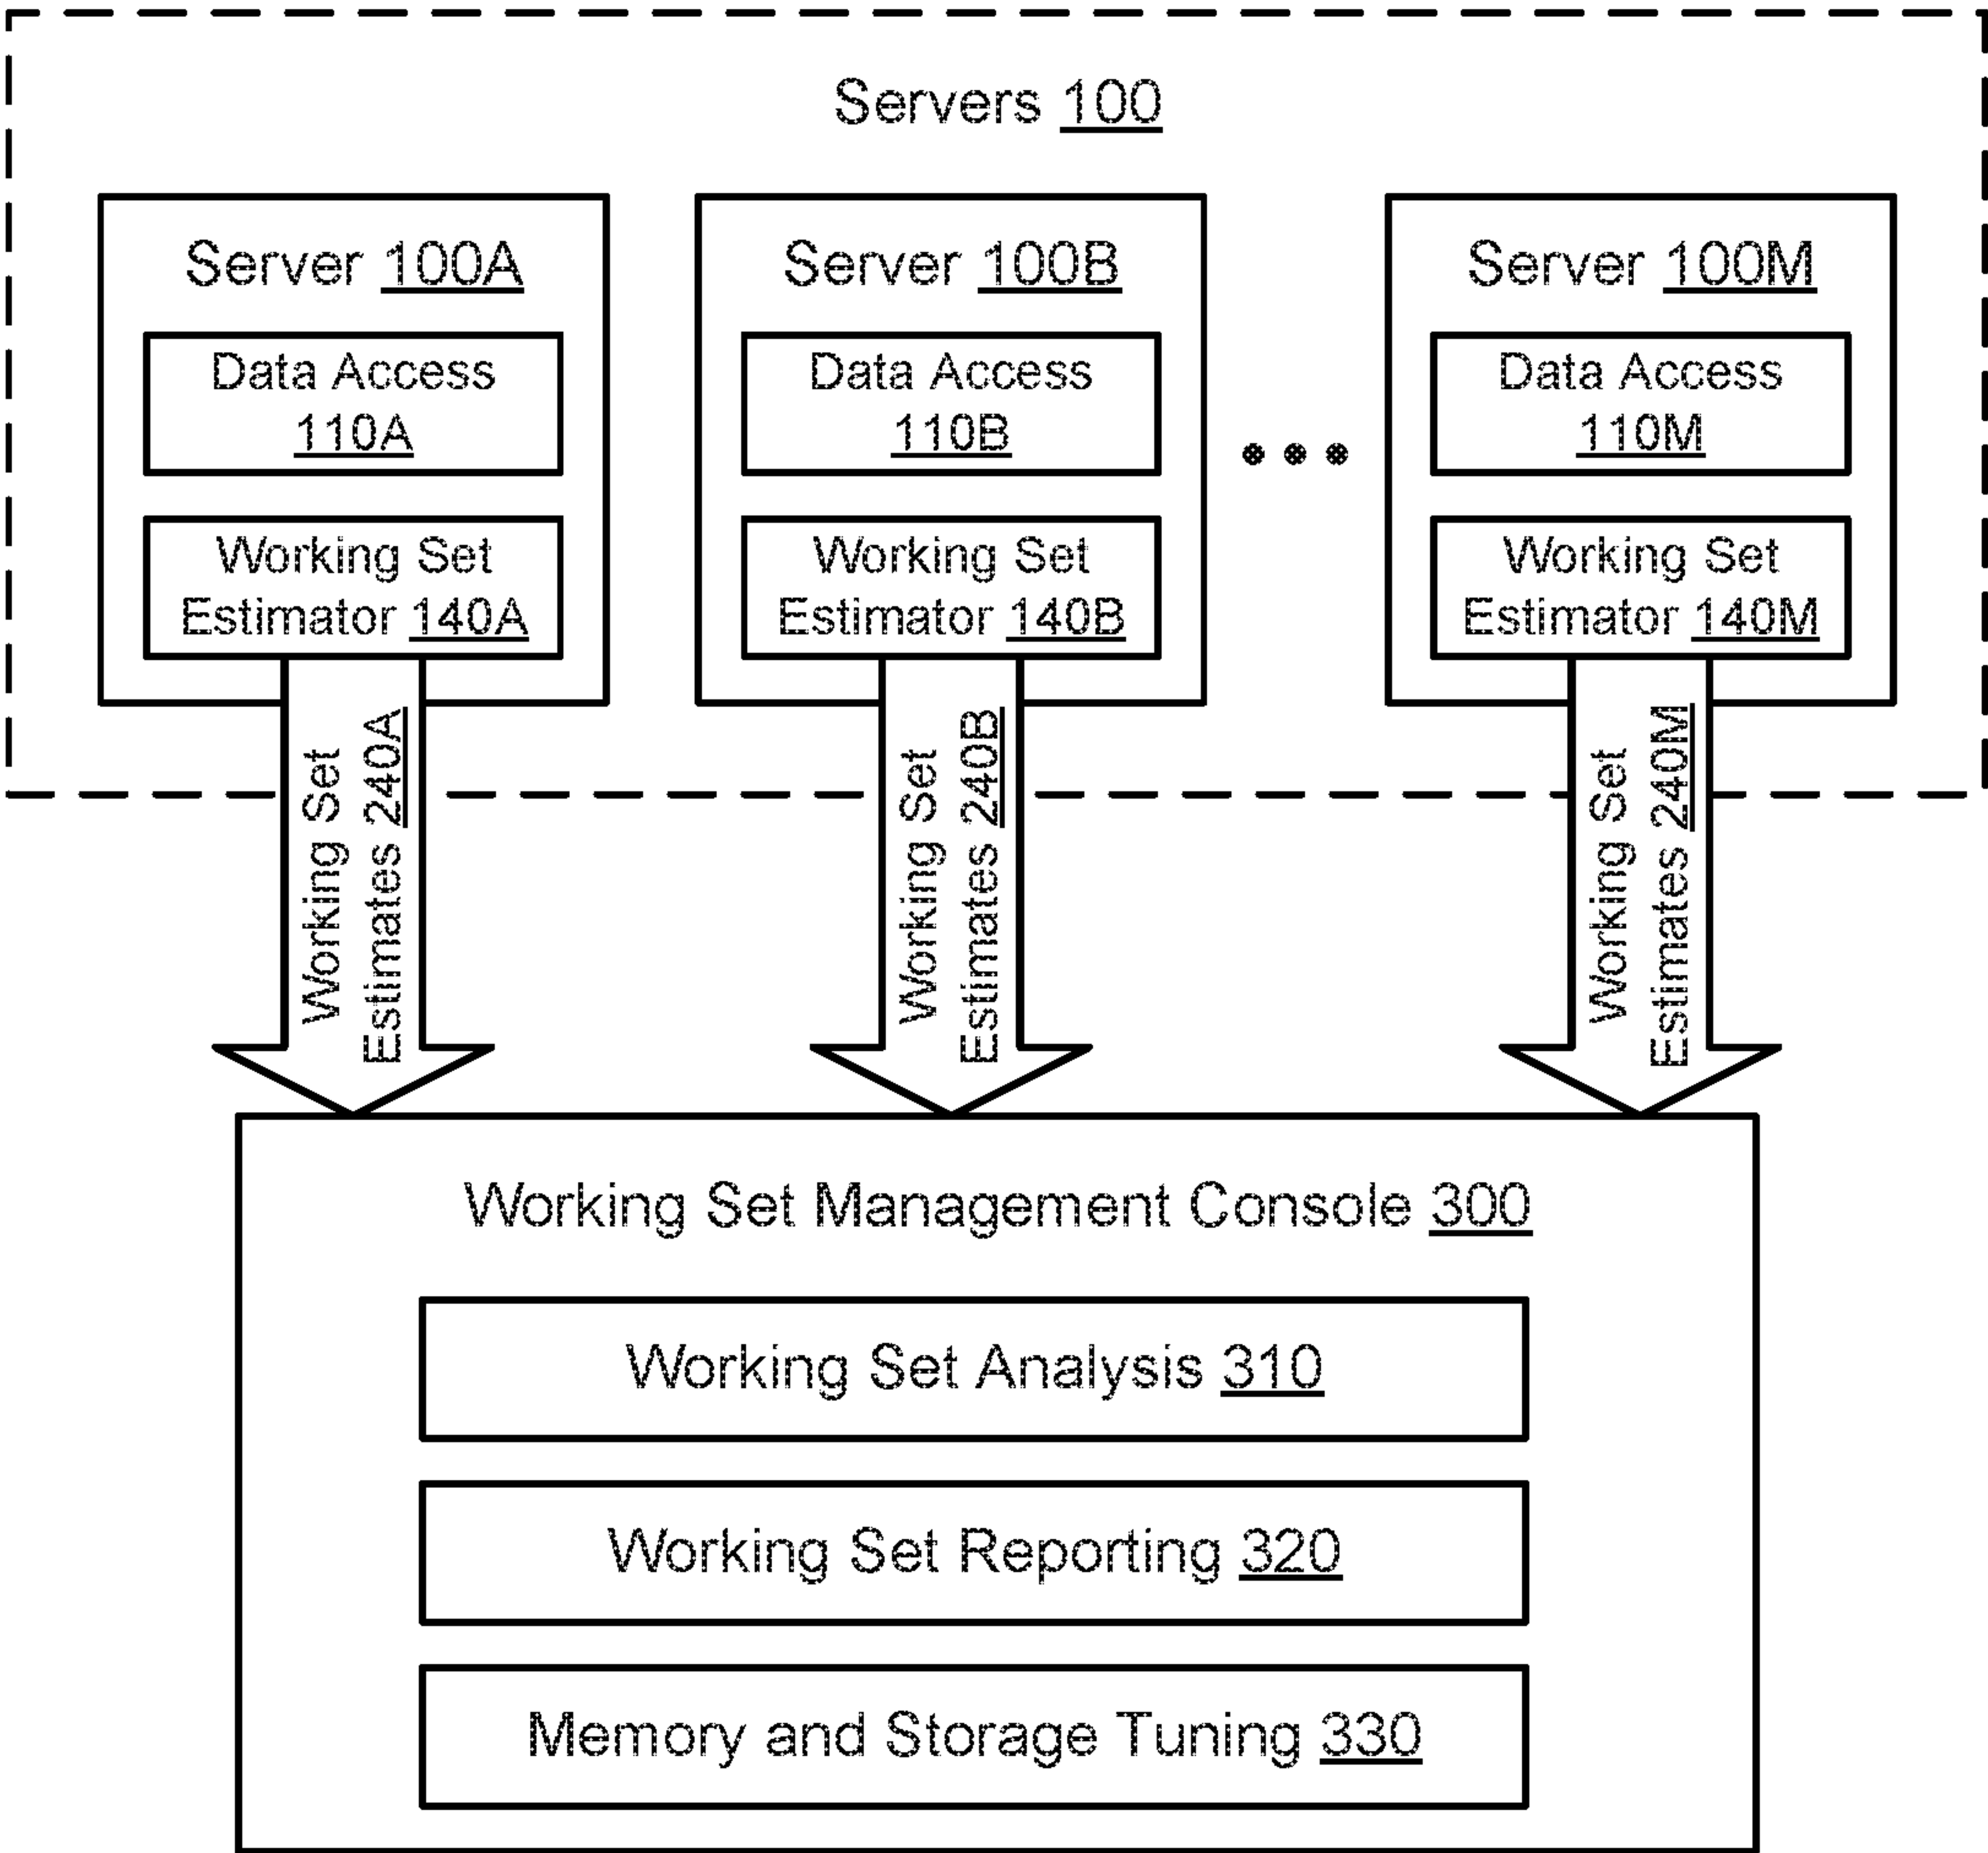 Servers 100
Server 100A
Data Access
110A
Working Set
Estimator 140A
Server 100B
Data Access
110B
Working Set
Estimator 140B
Server 100M
Data Access
110M
Working Set
Estimator 140M
Working Set
Estimates 240A
Working Set
Estimates 240B
Working Set
Estimates 240M
Working Set Management Console 300
Working Set Analysis 310
Working Set Reporting 320
Memory and Storage Tuning 330